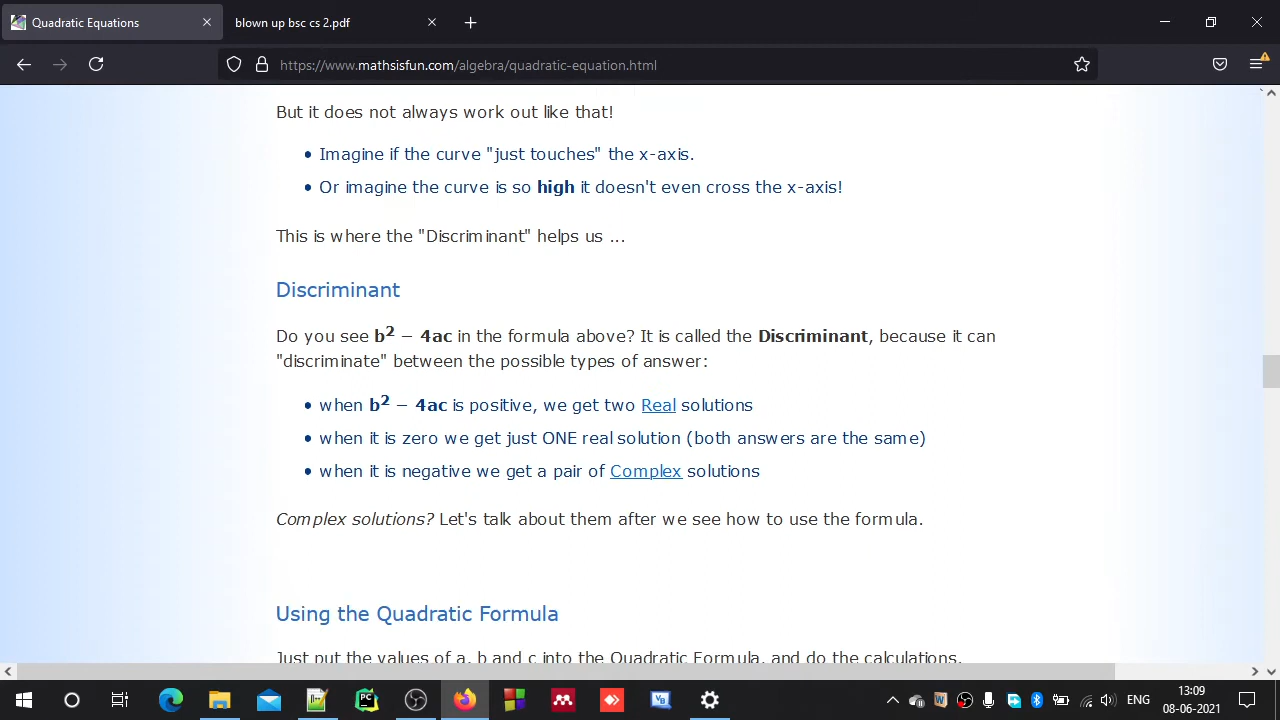 Quadratic Equations
blown up bsc cs 2.pdf
https://www.mathsisfun.com/algebra/quadratic-equation.html
But it does not always work out like that!
Imagine if the curve "just touches" the x-axis.
Or imagine the curve is so high it doesn't even cross the x-axis!
This is where the "Discriminant" helps us ...
Discriminant
Do you see b² − 4ac in the formula above? It is called the Discriminant, because it can
"discriminate" between the possible types of answer:
when b² − 4ac is positive, we get two Real solutions
when it is zero we get just ONE real solution (both answers are the same)
when it is negative we get a pair of Complex solutions
Complex solutions? Let's talk about them after we see how to use the formula.
Using the Quadratic Formula
Just put the values of a, b and c into the Quadratic Formula, and do the calculations.
ENG
13:09
08-06-2021